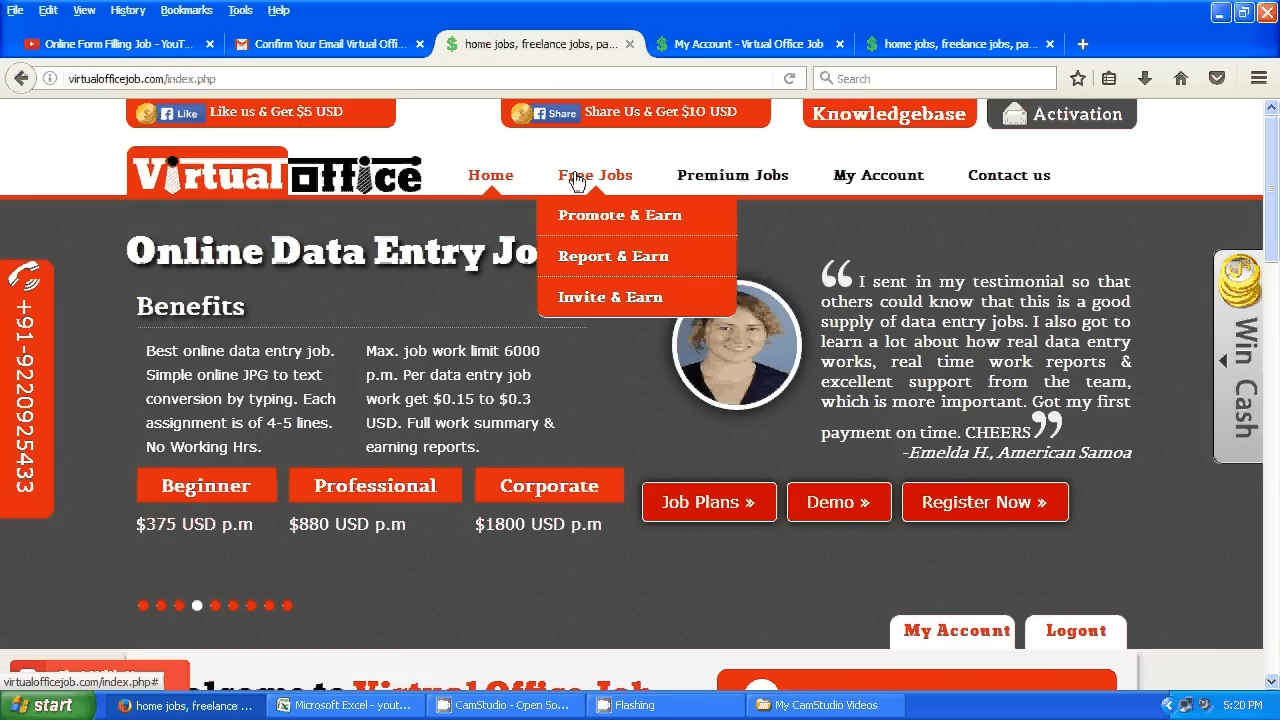 File Edit View History Bookmarks Tools Help
Online Form Filling Job - YouT...
Confirm Your Email Virtual Offi...
home jobs, freelance jobs, pa...
My Account - Virtual Office Job
home jobs, freelance jobs, pa...
virtualofficejob.com/index.php
Search
Like
Like us & Get $5 USD
Share
Share Us & Get $10 USD
Knowledgebase
Activation
Virtual office
Home
Free Jobs
Premium Jobs
My Account
Contact us
Promote & Earn
Report & Earn
Invite & Earn
Online Data Entry Jo
Benefits
Best online data entry job.
Simple online JPG to text
conversion by typing. Each
assignment is of 4-5 lines.
No Working Hrs.
Max. job work limit 6000
p.m. Per data entry job
work get $0.15 to $0.3
USD. Full work summary &
earning reports.
“ I sent in my testimonial so that
others could know that this is a good
supply of data entry jobs. I also got to
learn a lot about how real data entry
works, real time work reports &
excellent support from the team,
which is more important. Got my first
payment on time. CHEERS ”
-Emelda H., American Samoa
Beginner
Professional
Corporate
$375 USD p.m
$880 USD p.m
$1800 USD p.m
Job Plans »
Demo »
Register Now »
+91-9220925433
Win Cash
My Account
Logout
virtualofficejob.com/index.php#
elcome to Virtual Office Job
start
home jobs, freelance ...
Microsoft Excel - yout...
CamStudio - Open So...
Flashing
My CamStudio Videos
5:20 PM